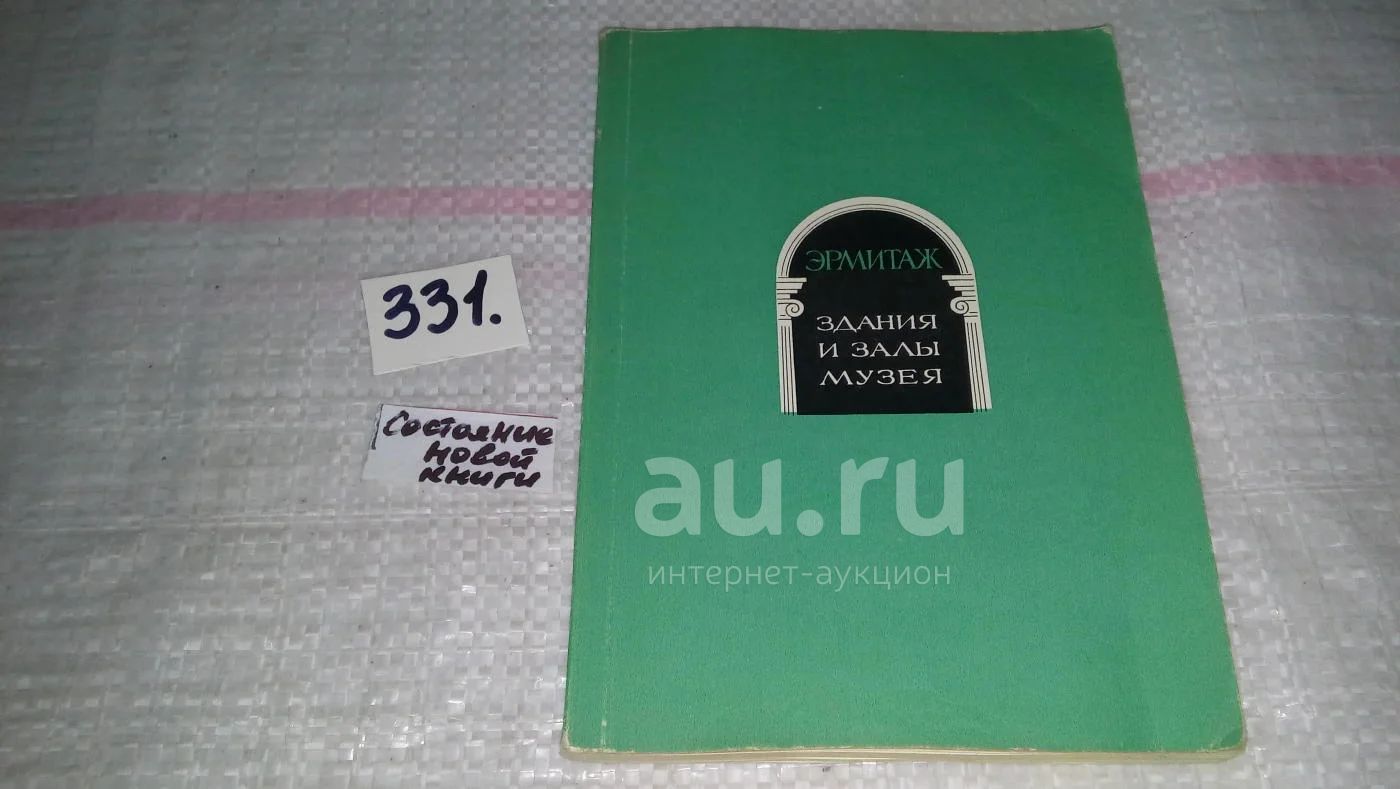 331.
Состояние
новой
книги
ЭРМИТАЖ
ЗДАНИЯ
И ЗАЛЫ
МУЗЕЯ
au.ru
интернет-аукцион